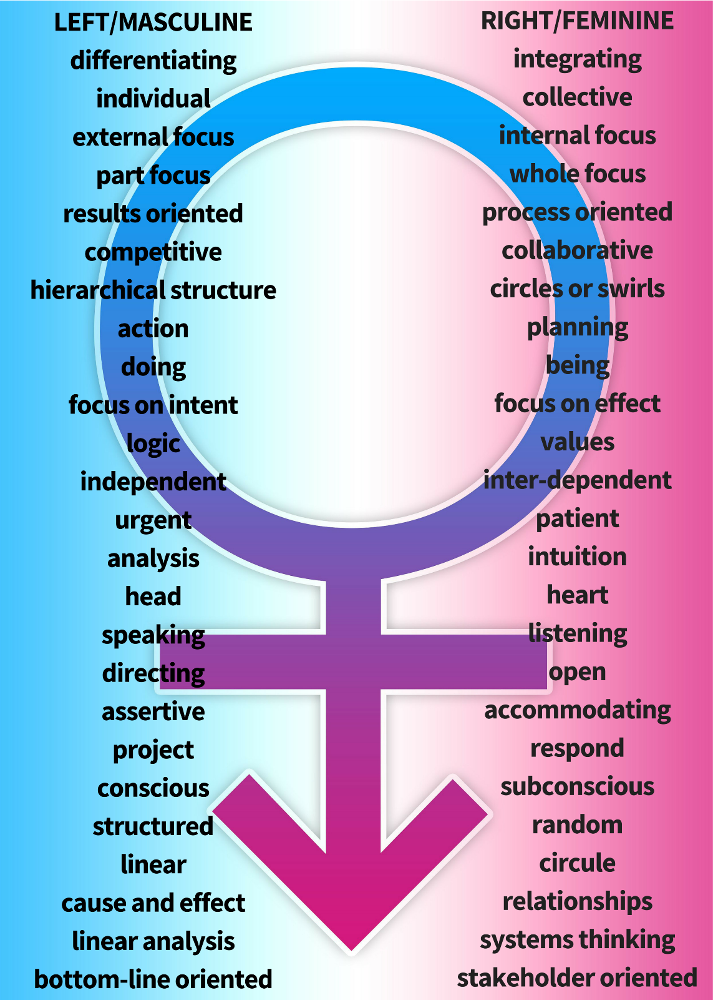 LEFT/MASCULINE
differentiating
individual
external focus
part focus
results oriented
competitive
hierarchical structure
action
doing
focus on intent
logic
independent
urgent
analysis
head
speaking
directing
assertive
project
conscious
structured
linear
cause and effect
linear analysis
bottom-line oriented
RIGHT/FEMININE
integrating
collective
internal focus
whole focus
process oriented
collaborative
circles or swirls
planning
being
focus on effect
values
inter-dependent
patient
intuition
heart
listening
open
accommodating
respond
subconscious
random
circule
relationships
systems thinking
stakeholder oriented